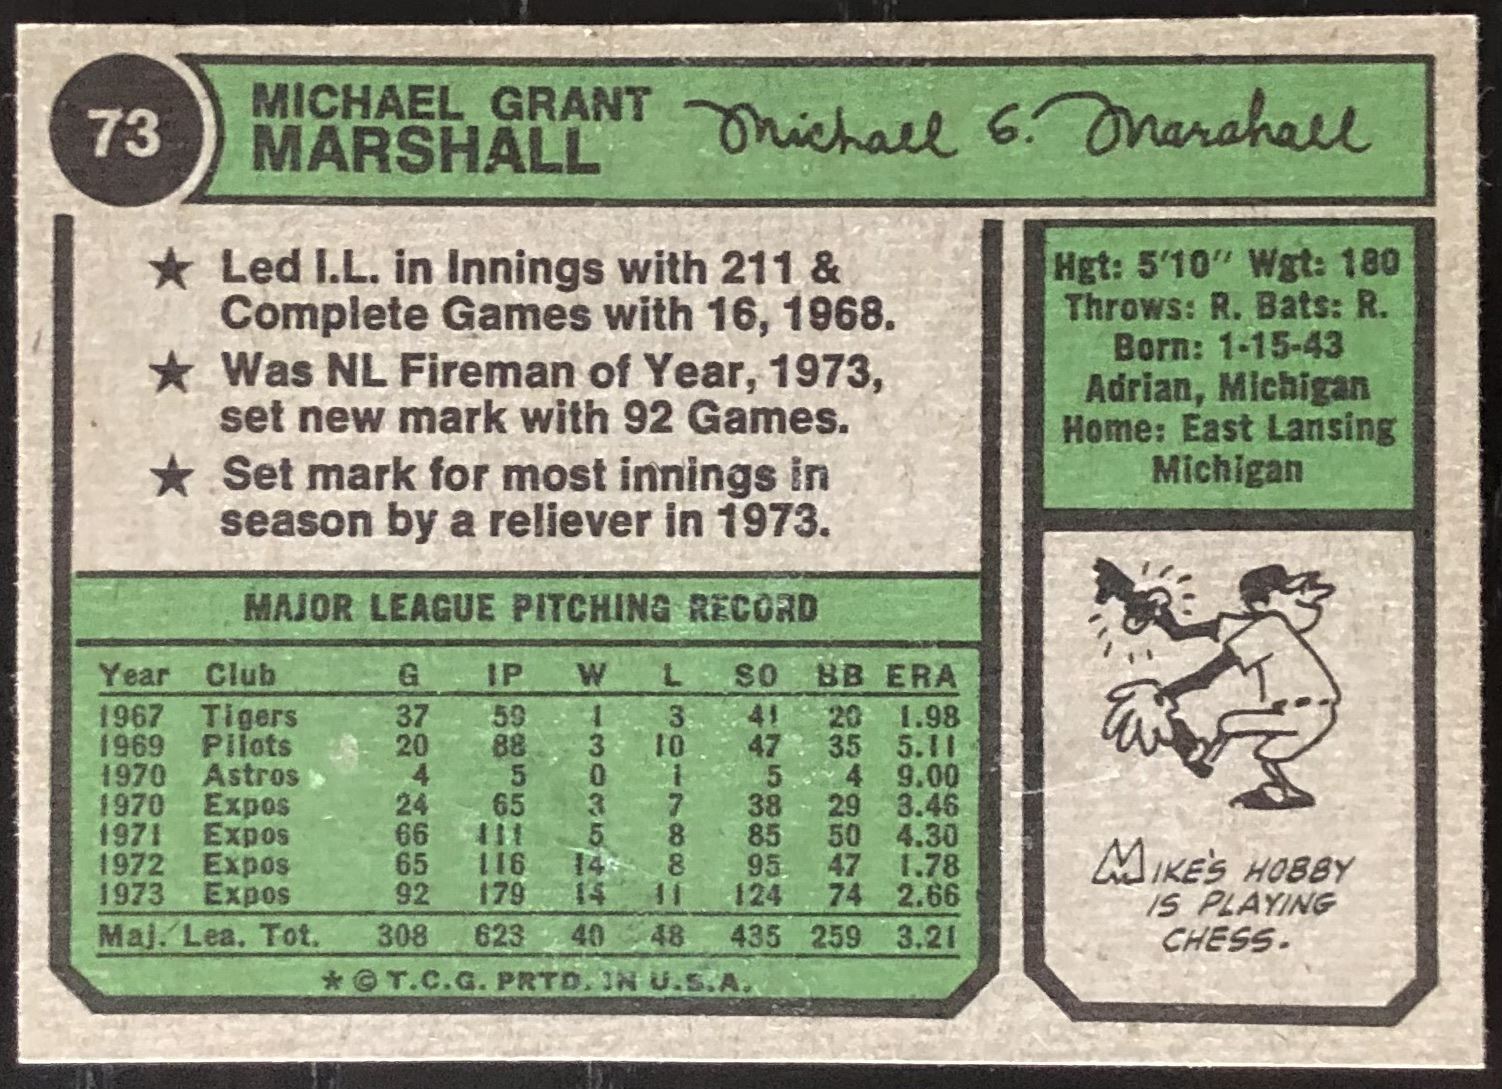 73
MICHAEL GRANT
MARSHALL
Michael G. Marshall
★ Led I.L. in Innings with 211 &
Complete Games with 16, 1968.
★ Was NL Fireman of Year, 1973,
set new mark with 92 Games.
★ Set mark for most innings in
season by a reliever in 1973.
MAJOR LEAGUE PITCHING RECORD
Year Club G IP W L SO BB ERA
1967 Tigers 37 59 1 3 41 20 1.98
1969 Pilots 20 88 3 10 47 35 5.11
1970 Astros 4 5 0 1 5 4 9.00
1970 Expos 24 65 3 7 38 29 3.46
1971 Expos 66 111 5 8 85 50 4.30
1972 Expos 65 116 14 8 95 47 1.78
1973 Expos 92 179 14 11 124 74 2.66
Maj. Lea. Tot. 308 623 40 48 435 259 3.21
* © T.C.G. PRTD. IN U.S.A.
Hgt: 5'10" Wgt: 180
Throws: R. Bats: R.
Born: 1-15-43
Adrian, Michigan
Home: East Lansing
Michigan
MIKE'S HOBBY
IS PLAYING
CHESS.